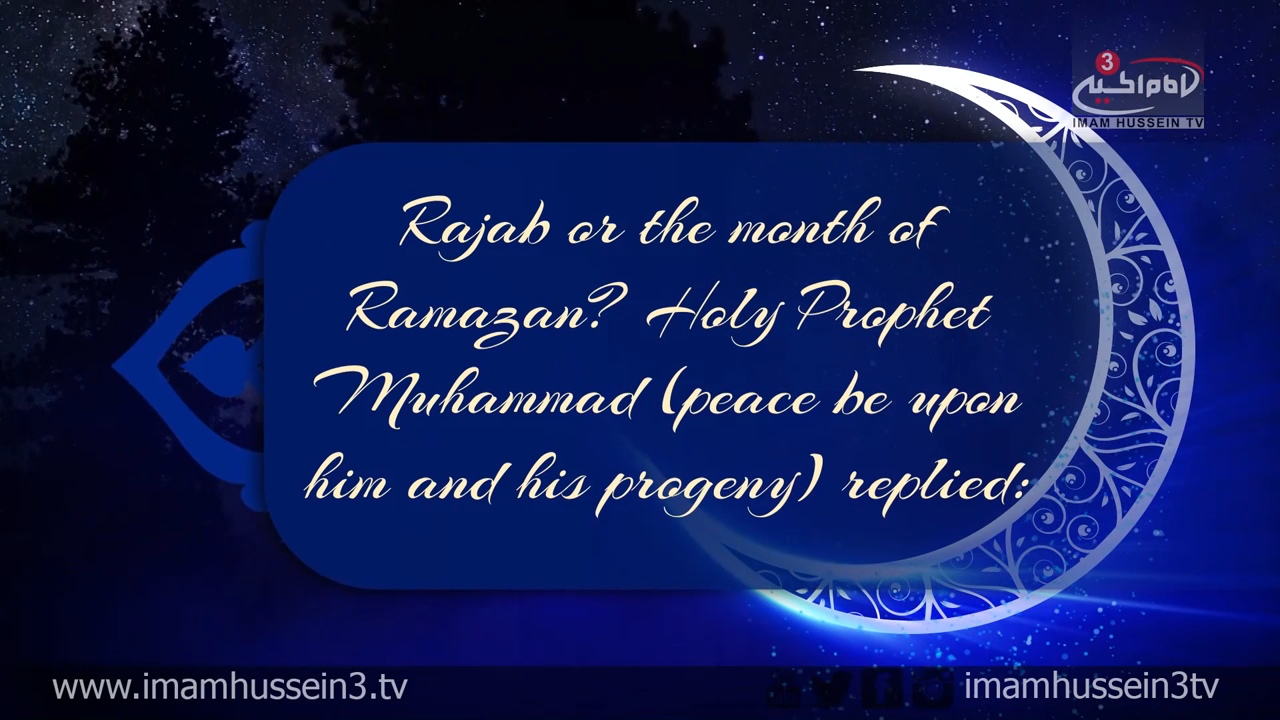 3
IMAM HUSSEIN TV
Rajab or the month of
Ramazan? Holy Prophet
Muhammad (peace be upon
him and his progeny) replied:
www.imamhussein3.tv
imamhussein3tv